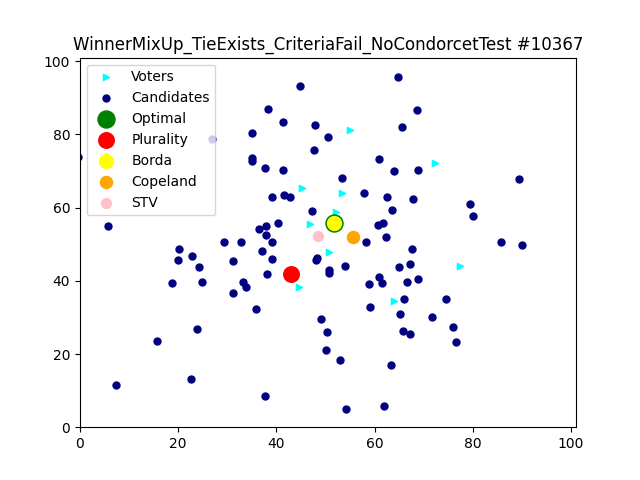 WinnerMixUp_TieExists_CriteriaFail_NoCondorcetTest #10367
Voters
Candidates
Optimal
Plurality
Borda
Copeland
STV
100
80
60
40
20
0
0 20 40 60 80 100